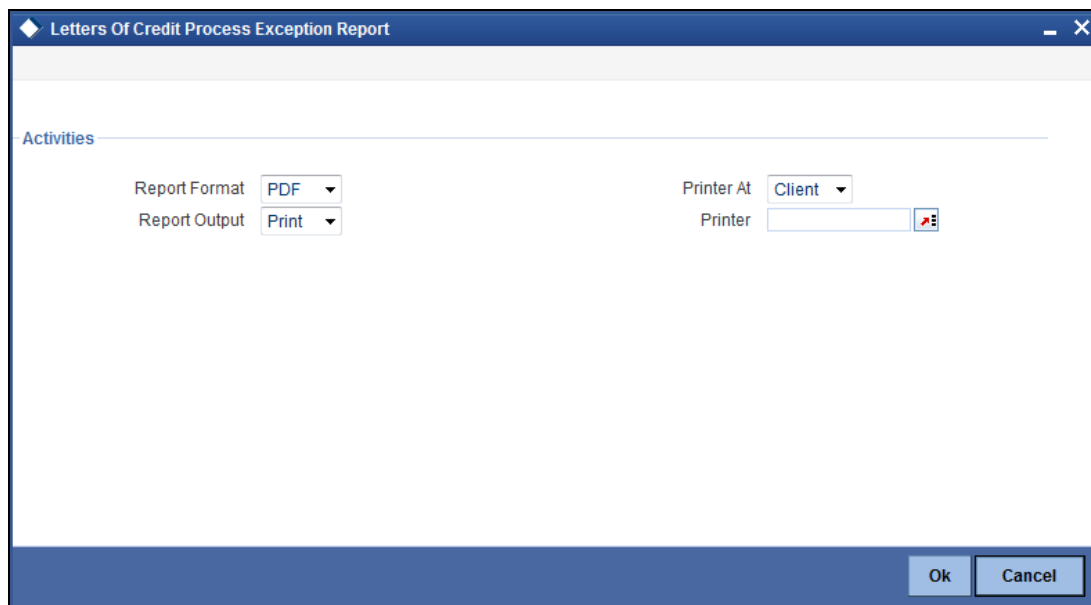 Letters Of Credit Process Exception Report
Activities
Report Format PDF Printer At Client
Report Output Print Printer
Ok Cancel